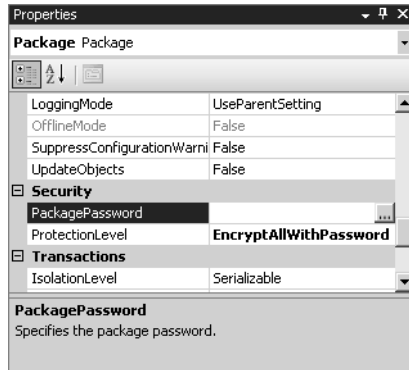 Properties
Package Package
LoggingMode UseParentSetting
OfflineMode False
SuppressConfigurationWarni False
UpdateObjects False
Security
PackagePassword ...
ProtectionLevel EncryptAllWithPassword
Transactions
IsolationLevel Serializable
PackagePassword
Specifies the package password.